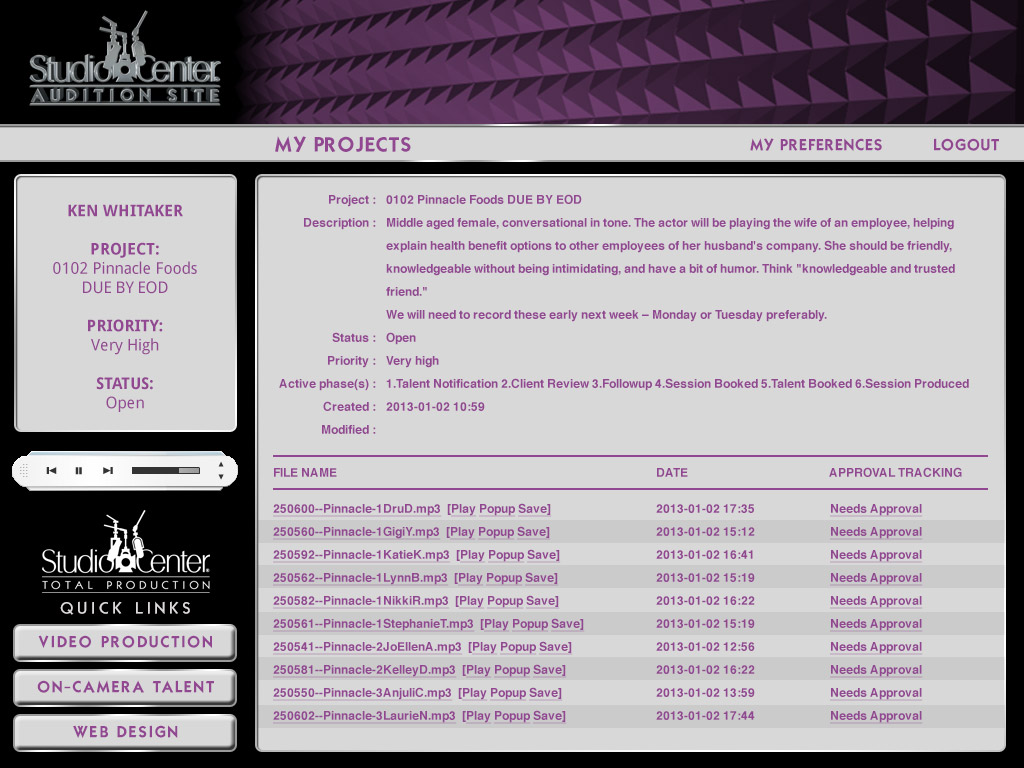 Studio Center
AUDITION SITE
MY PROJECTS MY PREFERENCES LOGOUT
KEN WHITAKER
PROJECT:
0102 Pinnacle Foods
DUE BY EOD
PRIORITY:
Very High
STATUS:
Open
Studio Center
TOTAL PRODUCTION
QUICK LINKS
VIDEO PRODUCTION
ON-CAMERA TALENT
WEB DESIGN
Project : 0102 Pinnacle Foods DUE BY EOD
Description : Middle aged female, conversational in tone. The actor will be playing the wife of an employee, helping
explain health benefit options to other employees of her husband's company. She should be friendly,
knowledgeable without being intimidating, and have a bit of humor. Think "knowledgeable and trusted
friend."
We will need to record these early next week – Monday or Tuesday preferably.
Status : Open
Priority : Very high
Active phase(s) : 1.Talent Notification 2.Client Review 3.Followup 4.Session Booked 5.Talent Booked 6.Session Produced
Created : 2013-01-02 10:59
Modified :
FILE NAME DATE APPROVAL TRACKING
250600--Pinnacle-1DruD.mp3 [Play Popup Save] 2013-01-02 17:35 Needs Approval
250560--Pinnacle-1GigiY.mp3 [Play Popup Save] 2013-01-02 15:12 Needs Approval
250592--Pinnacle-1KatieK.mp3 [Play Popup Save] 2013-01-02 16:41 Needs Approval
250562--Pinnacle-1LynnB.mp3 [Play Popup Save] 2013-01-02 15:19 Needs Approval
250582--Pinnacle-1NikkiR.mp3 [Play Popup Save] 2013-01-02 16:22 Needs Approval
250561--Pinnacle-1StephanieT.mp3 [Play Popup Save] 2013-01-02 15:19 Needs Approval
250541--Pinnacle-2JoEllenA.mp3 [Play Popup Save] 2013-01-02 12:56 Needs Approval
250581--Pinnacle-2KelleyD.mp3 [Play Popup Save] 2013-01-02 16:22 Needs Approval
250550--Pinnacle-3AnjuliC.mp3 [Play Popup Save] 2013-01-02 13:59 Needs Approval
250602--Pinnacle-3LaurieN.mp3 [Play Popup Save] 2013-01-02 17:44 Needs Approval